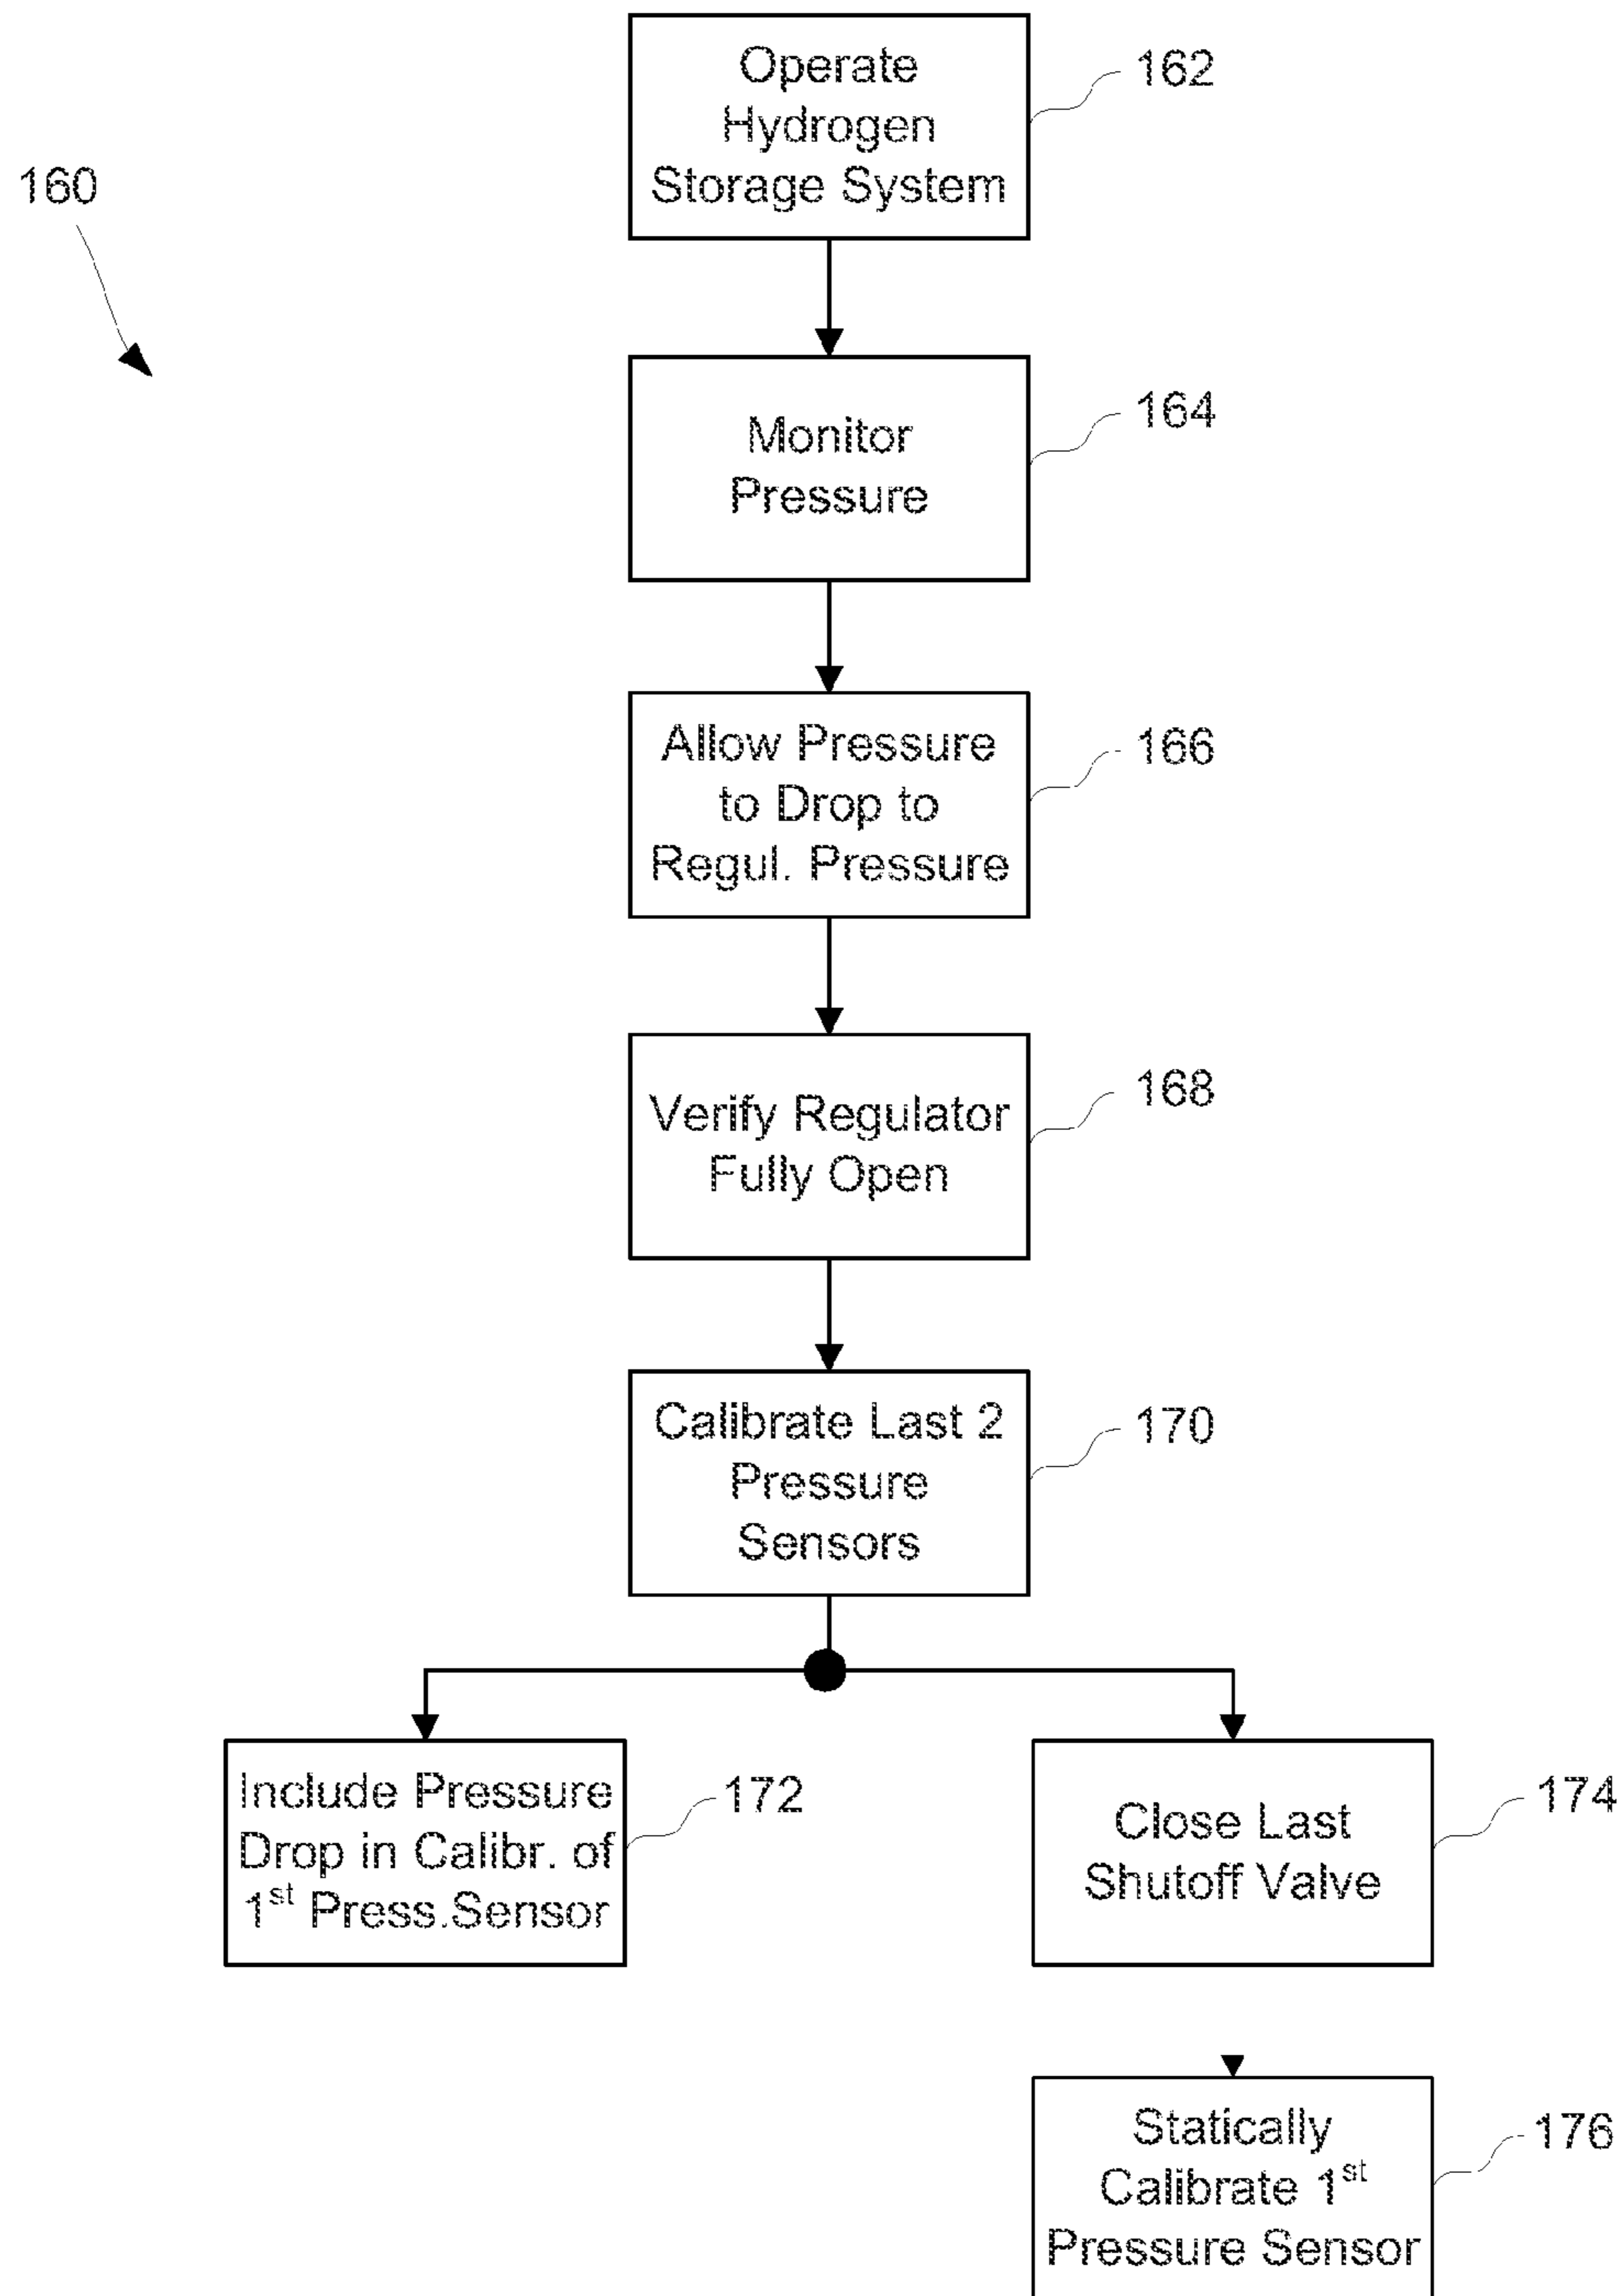 Operate
Hydrogen
Storage System
162
160
Monitor
Pressure
164
Allow Pressure
to Drop to
Regul. Pressure
166
Verify Regulator
Fully Open
168
Calibrate Last 2
Pressure
Sensors
170
Include Pressure
Drop in Calibr. of
1st Press.Sensor
172
Close Last
Shutoff Valve
174
Statically
Calibrate 1st
Pressure Sensor
176